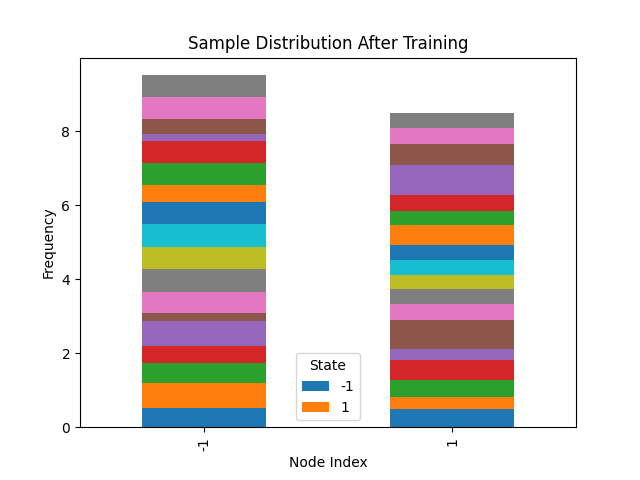 Sample Distribution After Training
Frequency
8
6
4
2
0
State
-1
1
-1
1
Node Index